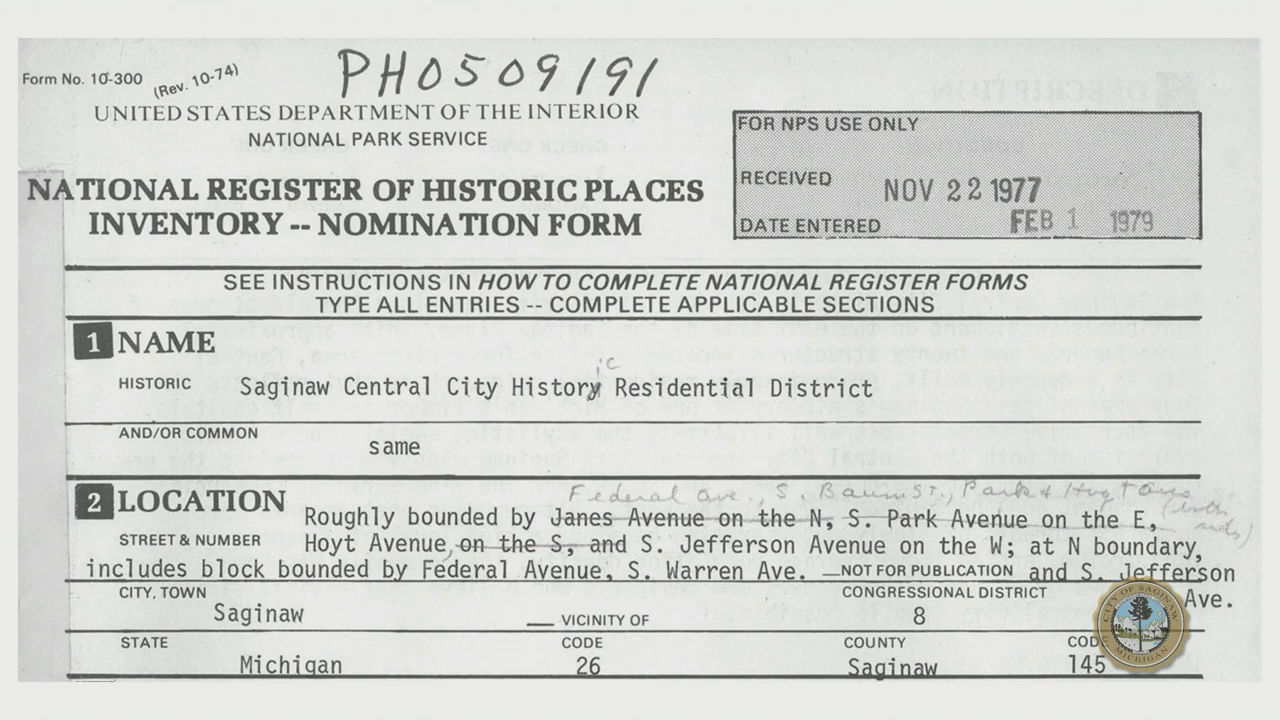 PH0509191
Form No. 10-300 (Rev. 10-74)
UNITED STATES DEPARTMENT OF THE INTERIOR
NATIONAL PARK SERVICE
NATIONAL REGISTER OF HISTORIC PLACES
INVENTORY -- NOMINATION FORM
FOR NPS USE ONLY
RECEIVED NOV 22 1977
DATE ENTERED FEB 1 1979
SEE INSTRUCTIONS IN HOW TO COMPLETE NATIONAL REGISTER FORMS
TYPE ALL ENTRIES -- COMPLETE APPLICABLE SECTIONS
1 NAME
ic
HISTORIC Saginaw Central City History Residential District
AND/OR COMMON
same
2 LOCATION
Federal Ave., S. Baum St., Park & Hoyt Aves
Roughly bounded by Janes Avenue on the N, S. Park Avenue on the E,
STREET & NUMBER Hoyt Avenue, on the S, and S. Jefferson Avenue on the W; at N boundary,
includes block bounded by Federal Avenue, S. Warren Ave. NOT FOR PUBLICATION and S. Jefferson
Ave.
CITY, TOWN CONGRESSIONAL DISTRICT
Saginaw VICINITY OF 8
STATE CODE COUNTY COD
Michigan 26 Saginaw 145
CITY OF SAGINAW
MICHIGAN